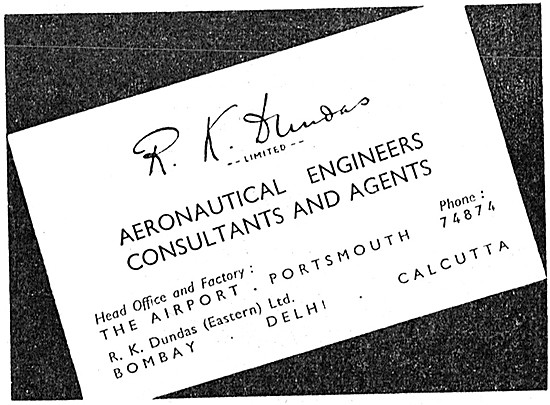 R. K. Dundas
-- LIMITED --
AERONAUTICAL ENGINEERS
CONSULTANTS AND AGENTS
Head Office and Factory : Phone :
THE AIRPORT · PORTSMOUTH 74874
R. K. Dundas (Eastern) Ltd.
BOMBAY · DELHI · CALCUTTA